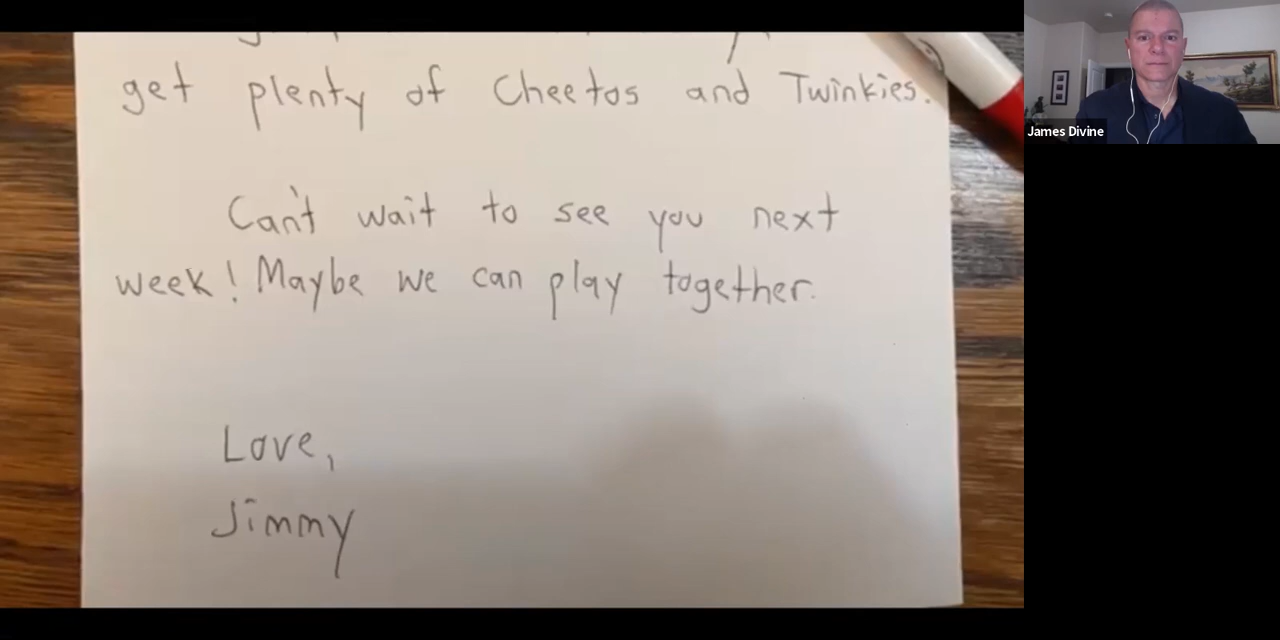 get plenty of Cheetos and Twinkies.
Can't wait to see you next
week! Maybe we can play together.
Love,
Jimmy
James Divine